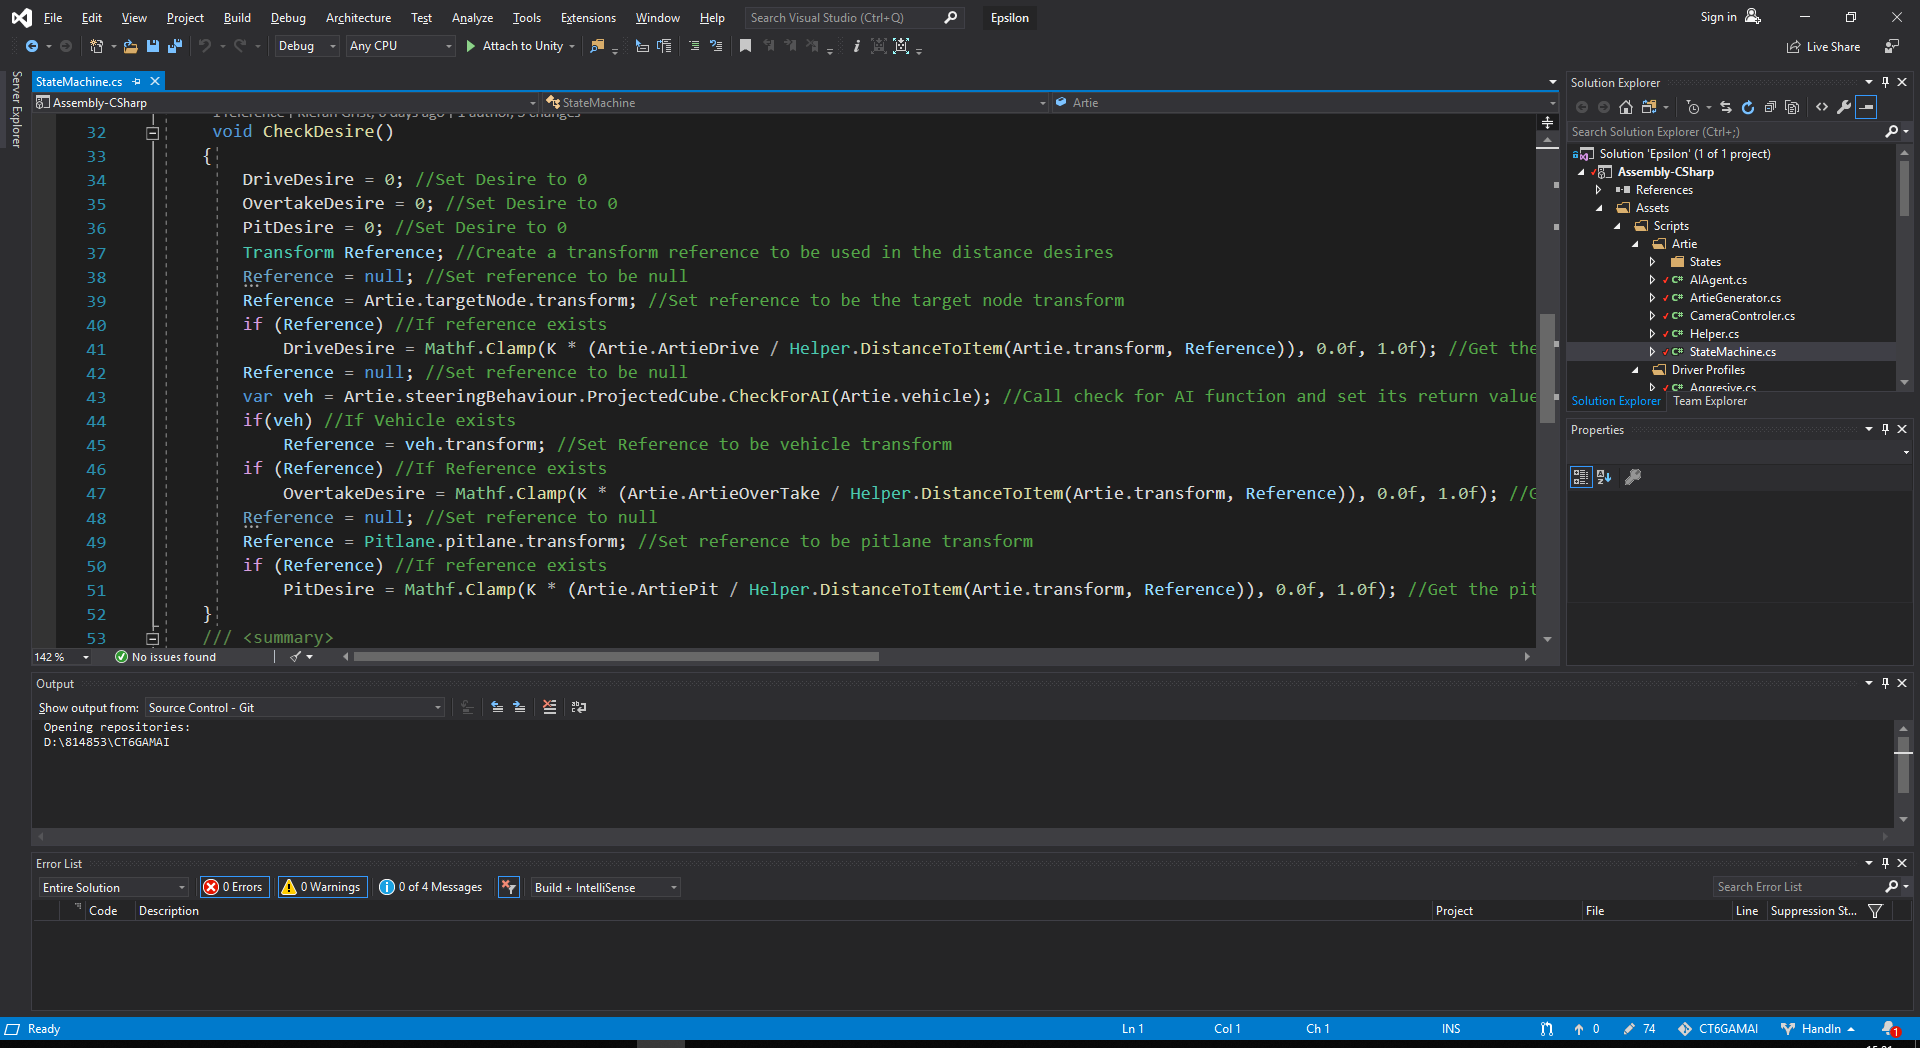 File Edit View Project Build Debug Architecture Test Analyze Tools Extensions Window Help Search Visual Studio (Ctrl+Q) Epsilon Sign in
Debug Any CPU Attach to Unity Live Share
Server Explorer
StateMachine.cs
Assembly-CSharp StateMachine Artie
32 void CheckDesire()
33 {
34 DriveDesire = 0; //Set Desire to 0
35 OvertakeDesire = 0; //Set Desire to 0
36 PitDesire = 0; //Set Desire to 0
37 Transform Reference; //Create a transform reference to be used in the distance desires
38 Reference = null; //Set reference to be null
39 Reference = Artie.targetNode.transform; //Set reference to be the target node transform
40 if (Reference) //If reference exists
41 DriveDesire = Mathf.Clamp(K * (Artie.ArtieDrive / Helper.DistanceToItem(Artie.transform, Reference)), 0.0f, 1.0f); //Get the
42 Reference = null; //Set reference to be null
43 var veh = Artie.steeringBehaviour.ProjectedCube.CheckForAI(Artie.vehicle); //Call check for AI function and set its return value
44 if(veh) //If Vehicle exists
45 Reference = veh.transform; //Set Reference to be vehicle transform
46 if (Reference) //If Reference exists
47 OvertakeDesire = Mathf.Clamp(K * (Artie.ArtieOverTake / Helper.DistanceToItem(Artie.transform, Reference)), 0.0f, 1.0f); //G
48 Reference = null; //Set reference to null
49 Reference = Pitlane.pitlane.transform; //Set reference to be pitlane transform
50 if (Reference) //If reference exists
51 PitDesire = Mathf.Clamp(K * (Artie.ArtiePit / Helper.DistanceToItem(Artie.transform, Reference)), 0.0f, 1.0f); //Get the pit
52 }
53 /// <summary>
142 % No issues found
Solution Explorer
Search Solution Explorer (Ctrl+;)
Solution 'Epsilon' (1 of 1 project)
Assembly-CSharp
References
Assets
Scripts
Artie
States
AIAgent.cs
ArtieGenerator.cs
CameraControler.cs
Helper.cs
StateMachine.cs
Driver Profiles
Aggresive.cs
Solution Explorer Team Explorer
Properties
Output
Show output from: Source Control - Git
Opening repositories:
D:\814853\CT6GAMAI
Error List
Entire Solution 0 Errors 0 Warnings 0 of 4 Messages Build + IntelliSense Search Error List
Code Description Project File Line Suppression St...
Ready Ln 1 Col 1 Ch 1 INS 0 74 CT6GAMAI HandIn 1